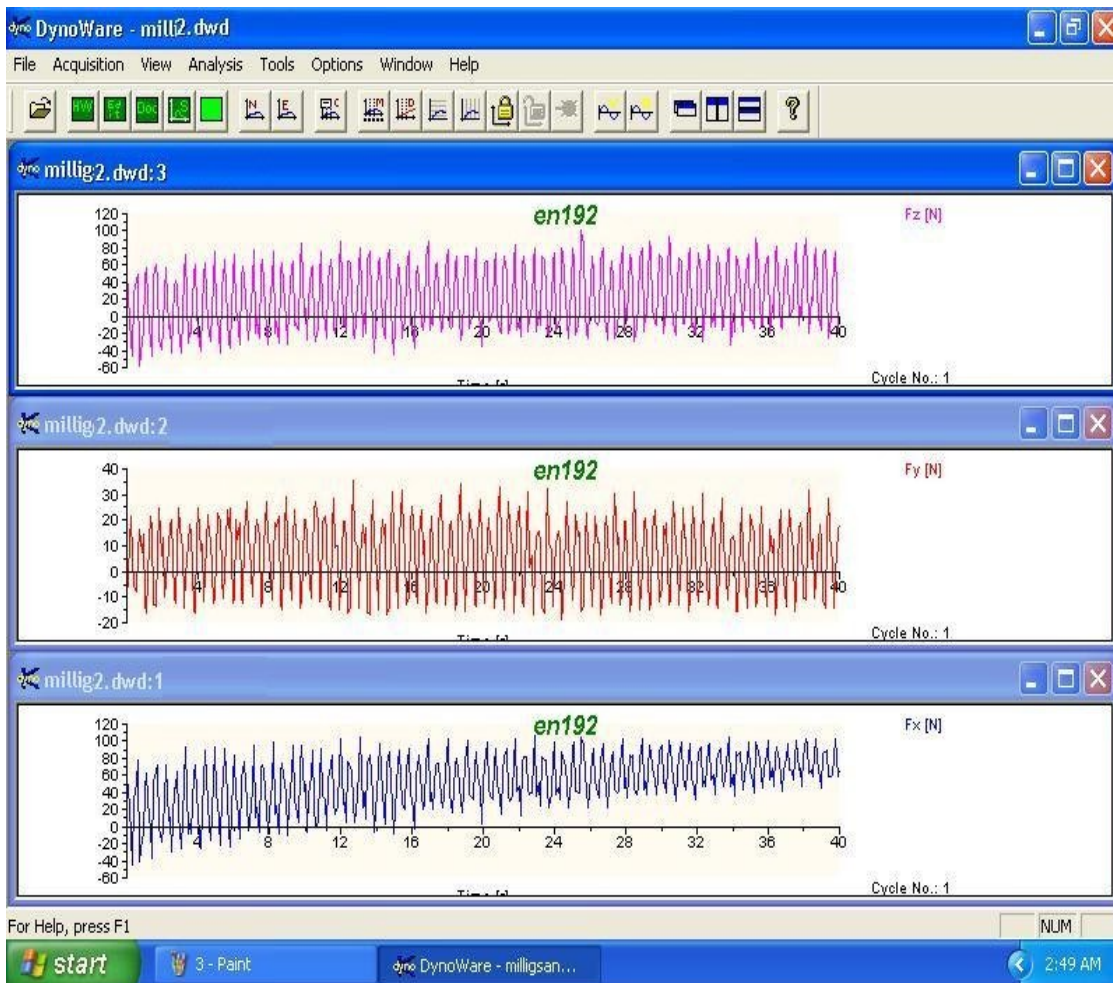 DynoWare - milli2.dwd
File Acquisition View Analysis Tools Options Window Help
millig2.dwd:3
en192
Fz [N]
120
100
80
60
40
20
0
-20
-40
-60
4 8 12 16 20 24 28 32 36 40
Cycle No.: 1
millig2.dwd:2
en192
Fy [N]
40
30
20
10
0
-10
-20
4 8 12 16 20 24 28 32 36 40
Cycle No.: 1
millig2.dwd:1
en192
Fx [N]
120
100
80
60
40
20
0
-20
-40
-60
4 8 12 16 20 24 28 32 36 40
Cycle No.: 1
For Help, press F1
NUM
start
3 - Paint
DynoWare - milligsan...
2:49 AM